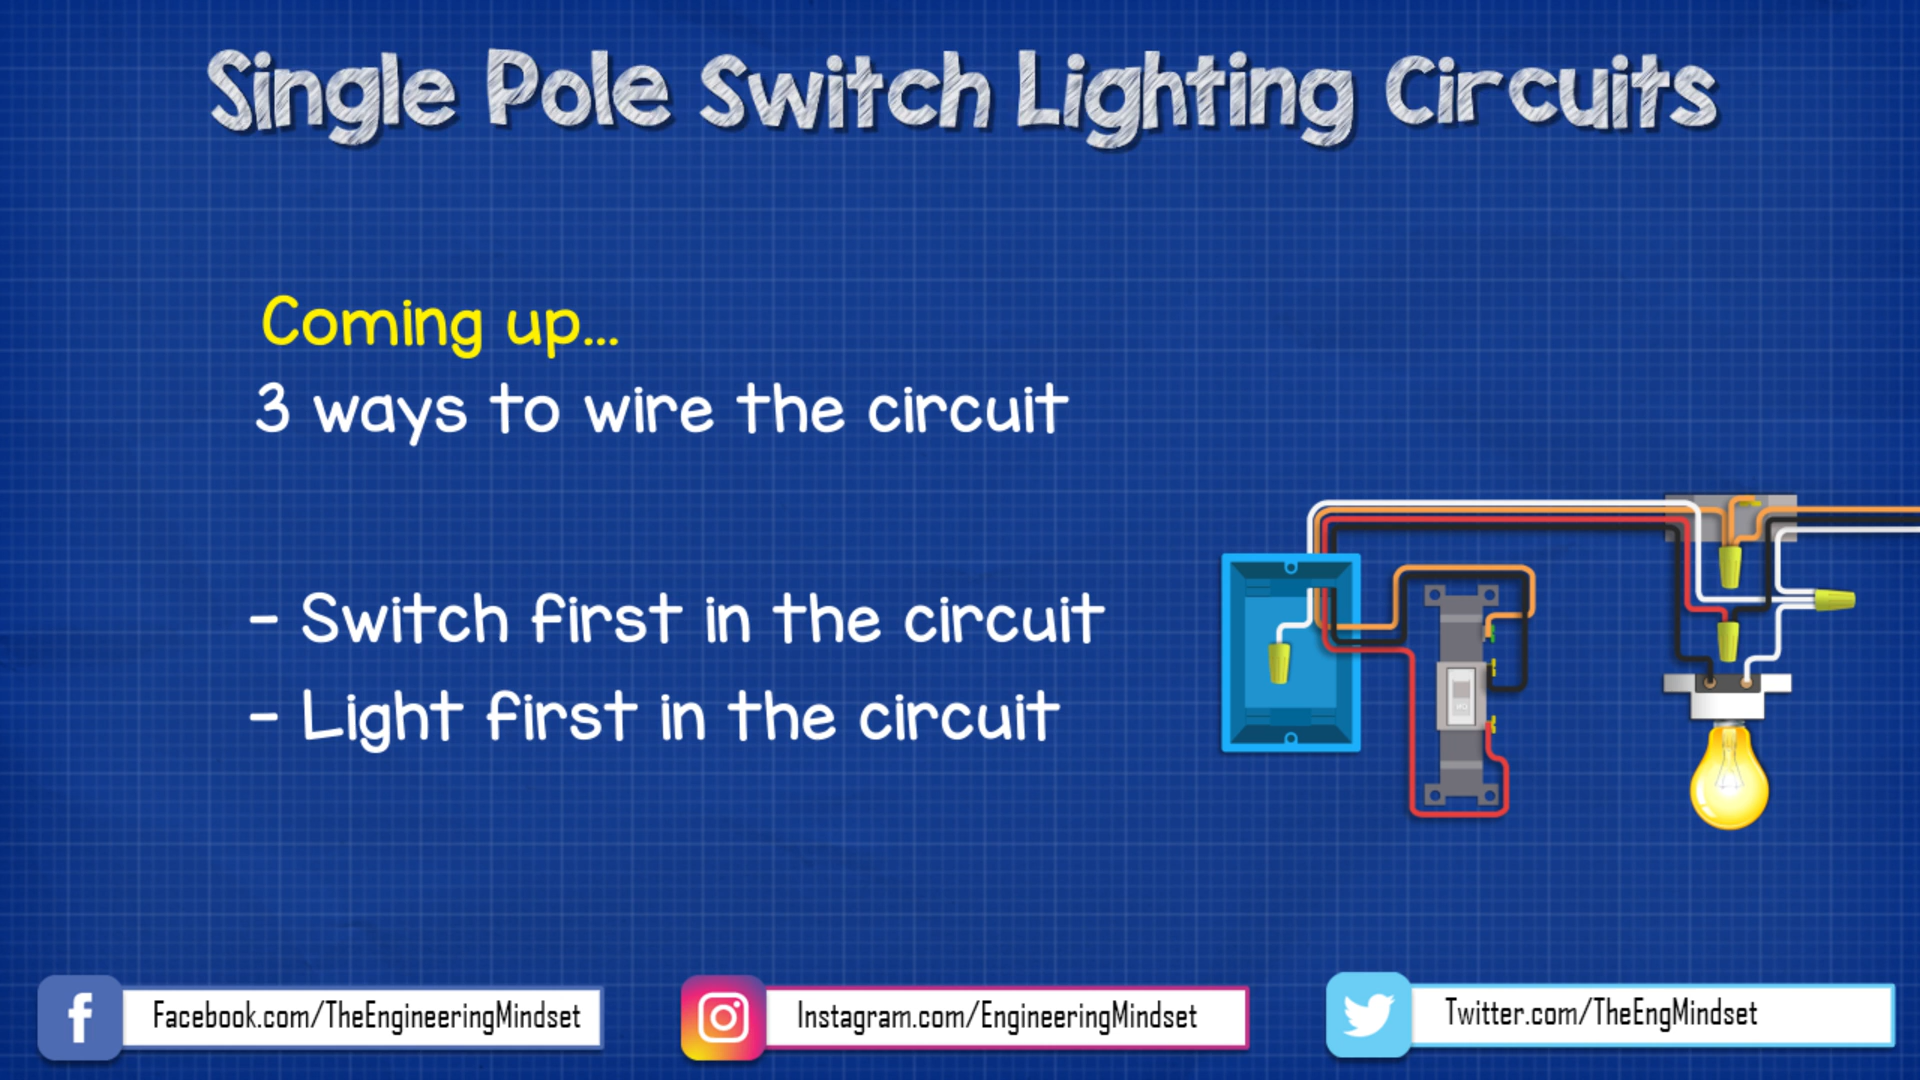 Single Pole Switch Lighting Circuits
Coming up...
3 ways to wire the circuit
- Switch first in the circuit
- Light first in the circuit
Facebook.com/TheEngineeringMindset
Instagram.com/EngineeringMindset
Twitter.com/TheEngMindset